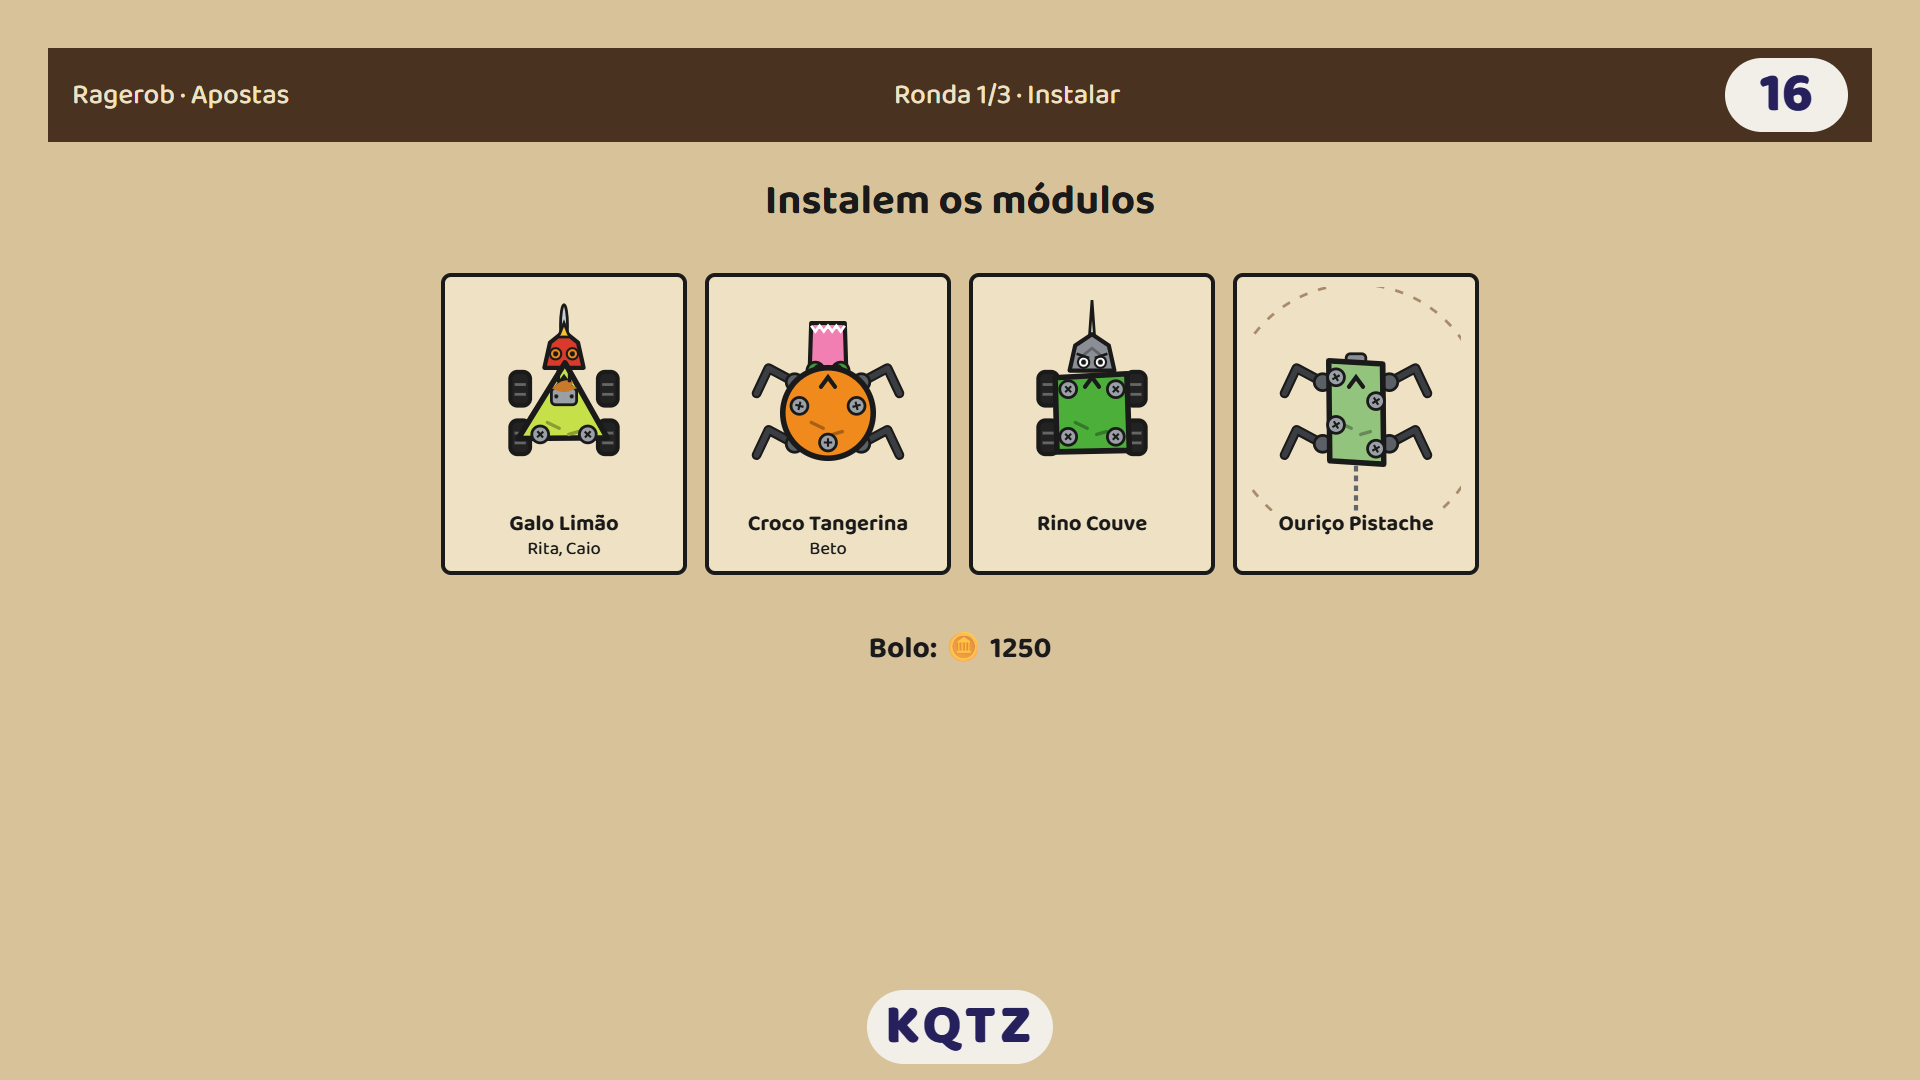 Ragerob · Apostas
Ronda 1/3 · Instalar
16
Instalem os módulos
Galo Limão
Rita, Caio
Croco Tangerina
Beto
Rino Couve
Ouriço Pistache
Bolo: 1250
KQTZ